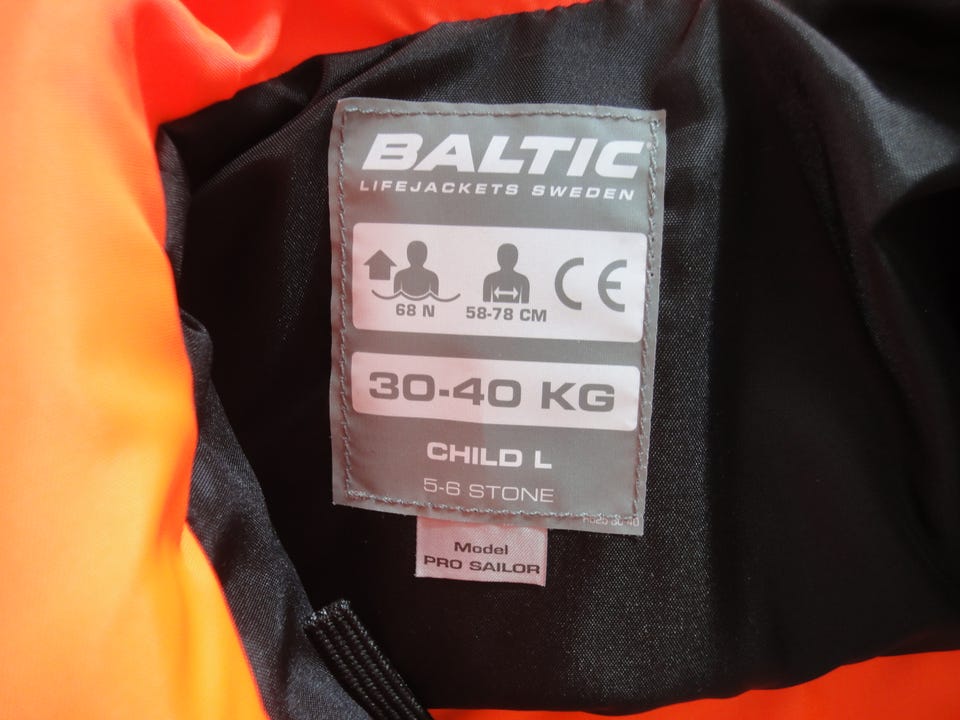 BALTIC
LIFEJACKETS SWEDEN
68 N
58-78 CM
CE
30-40 KG
CHILD L
5-6 STONE
Model
PRO SAILOR